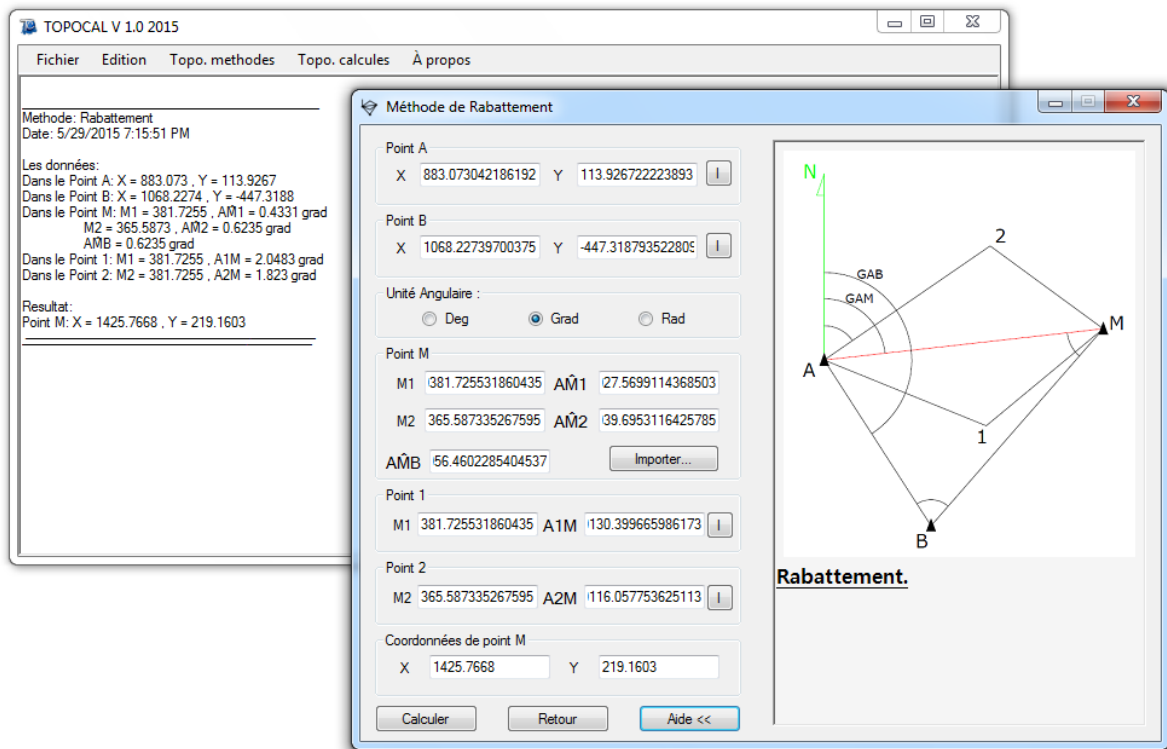 TOPOCAL V 1.0 2015
Fichier Edition Topo. methodes Topo. calcules À propos
Methode: Rabattement
Date: 5/29/2015 7:15:51 PM
Les données:
Dans le Point A: X = 883.073 , Y = 113.9267
Dans le Point B: X = 1068.2274 , Y = -447.3188
Dans le Point M: M1 = 381.7255 , AM̂1 = 0.4331 grad
M2 = 365.5873 , AM̂2 = 0.6235 grad
AM̂B = 0.6235 grad
Dans le Point 1: M1 = 381.7255 , A1M = 2.0483 grad
Dans le Point 2: M2 = 381.7255 , A2M = 1.823 grad
Resultat:
Point M: X = 1425.7668 , Y = 219.1603
Méthode de Rabattement
Point A
X 883.073042186192 Y 113.926722223893 I
Point B
X 1068.22739700375 Y -447.318793522809 I
Unité Angulaire :
Deg Grad Rad
Point M
M1 381.725531860435 AM̂1 27.5699114368503
M2 365.587335267595 AM̂2 39.6953116425785
AM̂B 56.4602285404537 Importer...
Point 1
M1 381.725531860435 A1M 130.399665986173 I
Point 2
M2 365.587335267595 A2M 116.057753625113 I
Coordonnées de point M
X 1425.7668 Y 219.1603
Calculer Retour Aide <<
N
2
GAB
GAM
M
A
1
B
Rabattement.